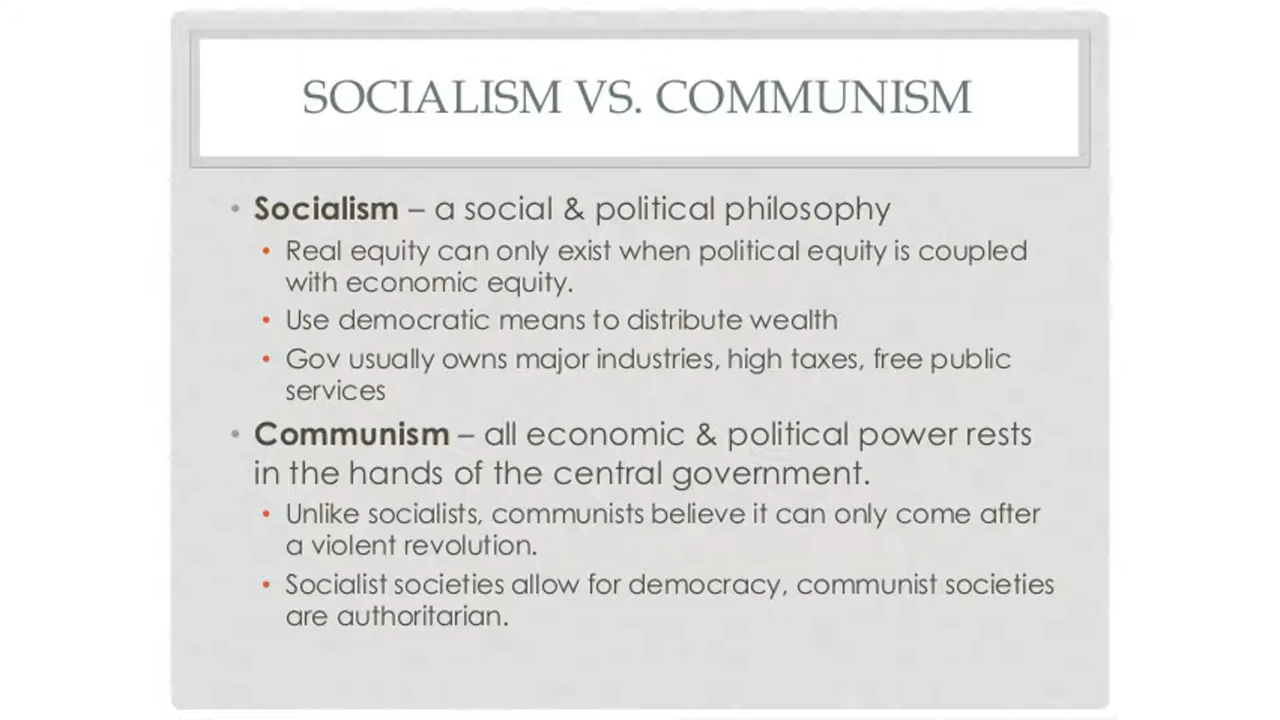 SOCIALISM VS. COMMUNISM
• Socialism – a social & political philosophy
• Real equity can only exist when political equity is coupled
with economic equity.
• Use democratic means to distribute wealth
• Gov usually owns major industries, high taxes, free public
services
• Communism – all economic & political power rests
in the hands of the central government.
• Unlike socialists, communists believe it can only come after
a violent revolution.
• Socialist societies allow for democracy, communist societies
are authoritarian.